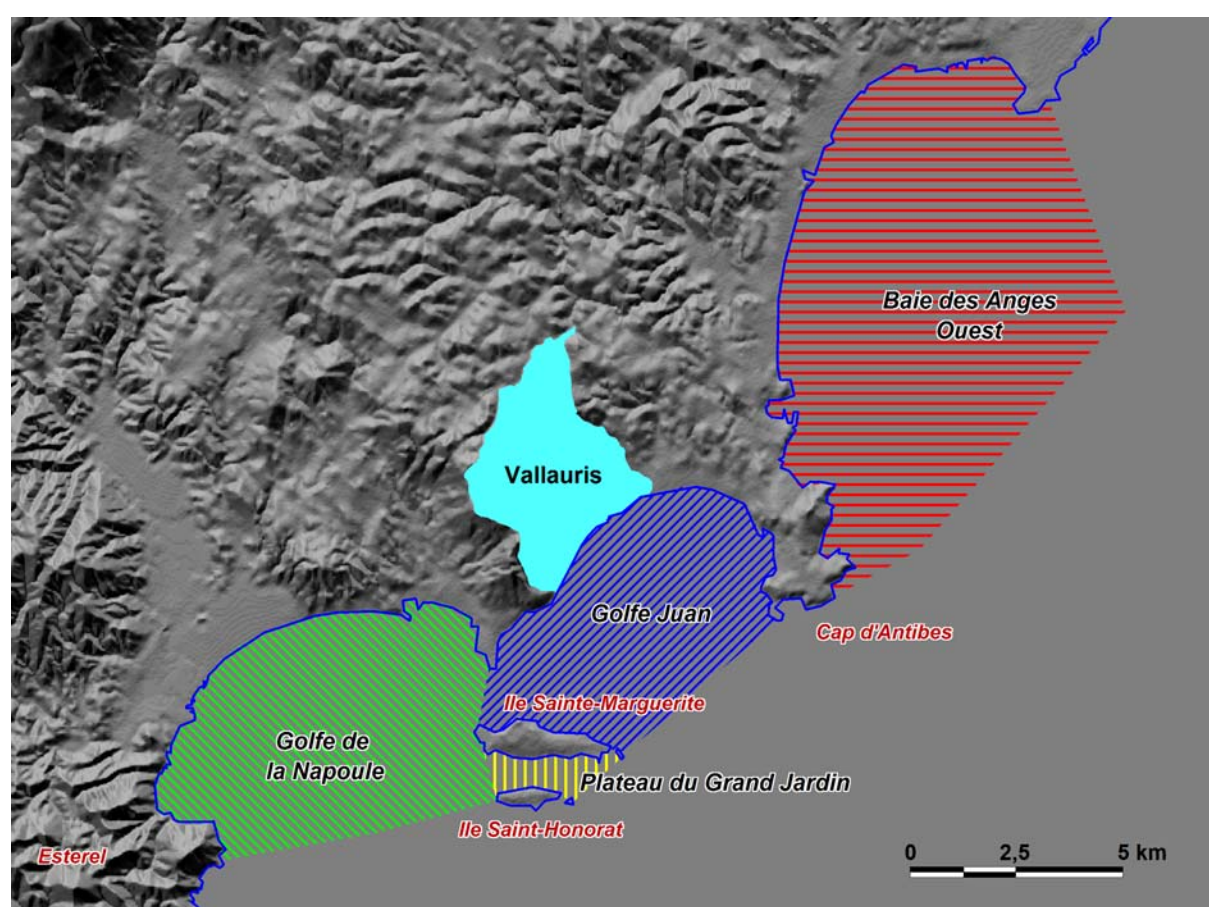 Baie des Anges
Ouest
Vallauris
Golfe Juan
Cap d'Antibes
Ile Sainte-Marguerite
Golfe de
la Napoule
Plateau du Grand Jardin
Ile Saint-Honorat
Esterel
0 2,5 5 km